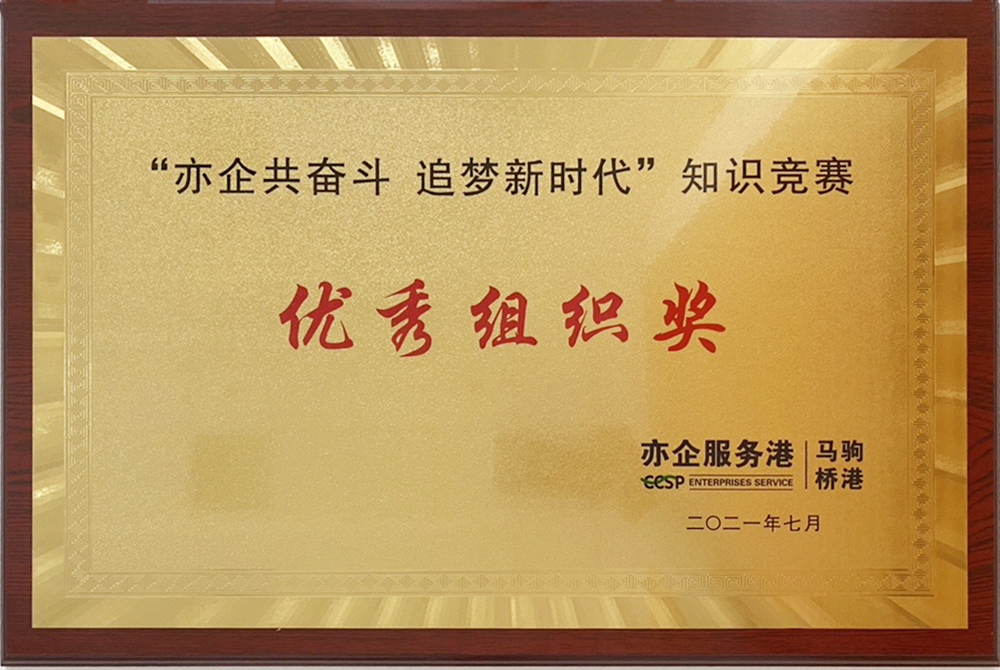 “亦企共奋斗 追梦新时代”知识竞赛
优秀组织奖
亦企服务港
CCSP ENTERPRISES SERVICE
马驹
桥港
二〇二一年七月